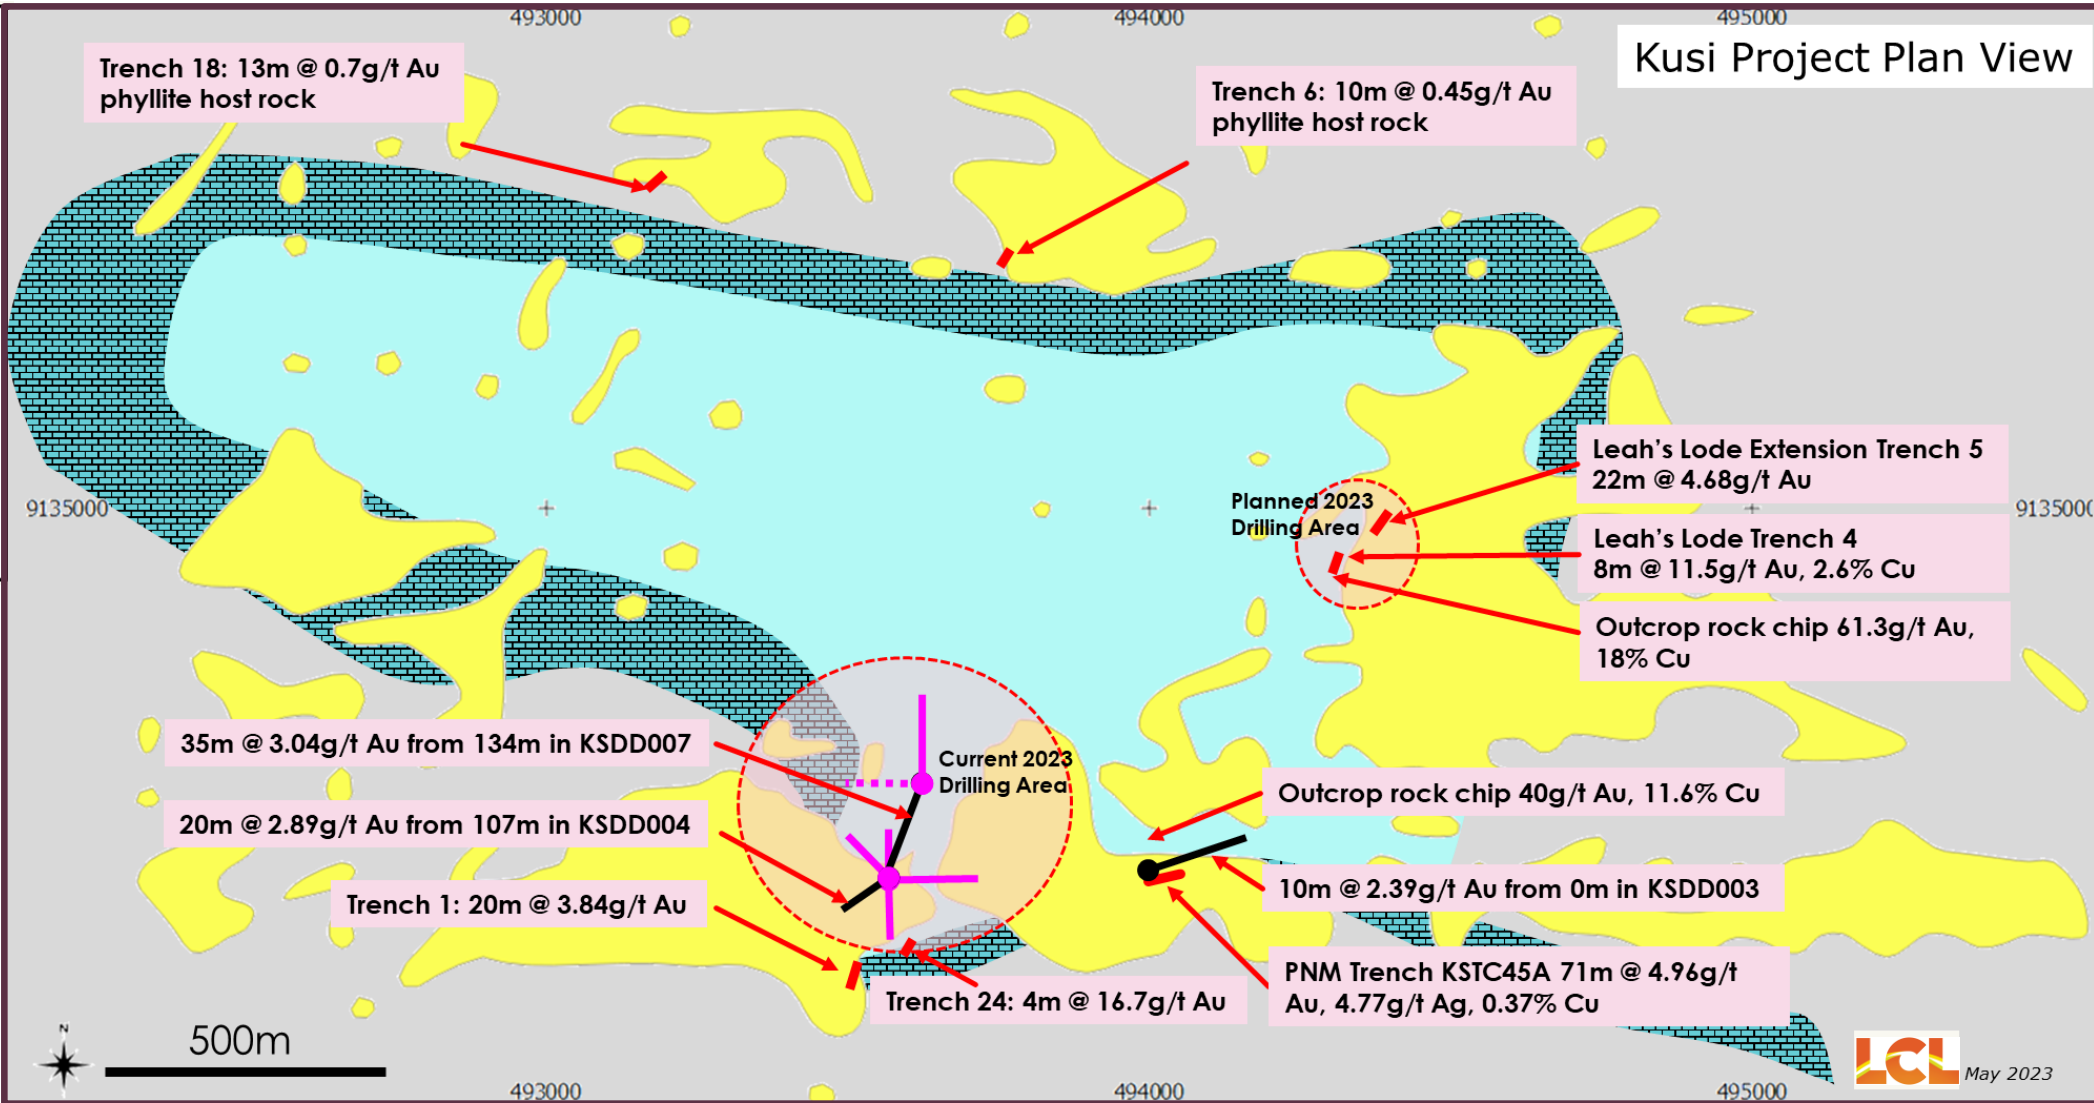 493000
494000
495000
Kusi Project Plan View
Trench 18: 13m @ 0.7g/t Au
phyllite host rock
Trench 6: 10m @ 0.45g/t Au
phyllite host rock
Leah's Lode Extension Trench 5
22m @ 4.68g/t Au
Planned 2023
Drilling Area
9135000
9135000
Leah's Lode Trench 4
8m @ 11.5g/t Au, 2.6% Cu
Outcrop rock chip 61.3g/t Au,
18% Cu
35m @ 3.04g/t Au from 134m in KSDD007
Current 2023
Drilling Area
Outcrop rock chip 40g/t Au, 11.6% Cu
20m @ 2.89g/t Au from 107m in KSDD004
Trench 1: 20m @ 3.84g/t Au
10m @ 2.39g/t Au from 0m in KSDD003
PNM Trench KSTC45A 71m @ 4.96g/t
Au, 4.77g/t Ag, 0.37% Cu
Trench 24: 4m @ 16.7g/t Au
N
500m
LCL
May 2023
493000
494000
495000